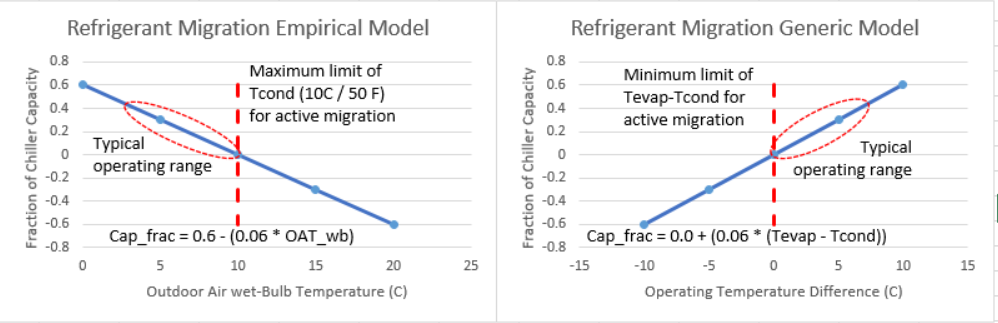 Refrigerant Migration Empirical Model
Fraction of Chiller Capacity
0.8
0.6
0.4
0.2
0
-0.2
-0.4
-0.6
-0.8
Maximum limit of
Tcond (10C / 50 F)
for active migration
Typical
operating range
Cap_frac = 0.6 - (0.06 * OAT_wb)
0
5
10
15
20
25
Outdoor Air wet-Bulb Temperature (C)
Refrigerant Migration Generic Model
Fraction of Chiller Capacity
0.8
0.6
0.4
0.2
0
-0.2
-0.4
-0.6
-0.8
Minimum limit of
Tevap-Tcond for
active migration
Typical
operating range
Cap_frac = 0.0 + (0.06 * (Tevap - Tcond))
-15
-10
-5
0
5
10
15
Operating Temperature Difference (C)